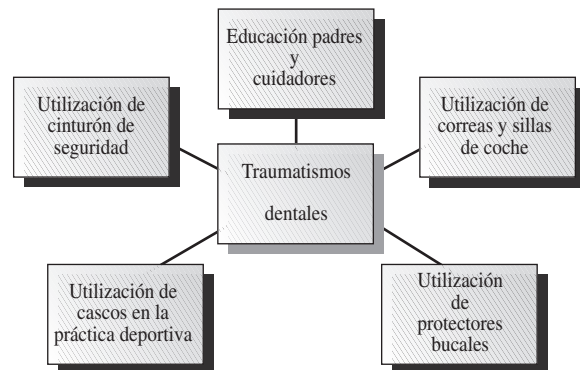 Educación padres
y
cuidadores
Utilización de
cinturón de
seguridad
Utilización de
correas y sillas
de coche
Traumatismos
dentales
Utilización de
cascos en la
práctica deportiva
Utilización
de
protectores
bucales